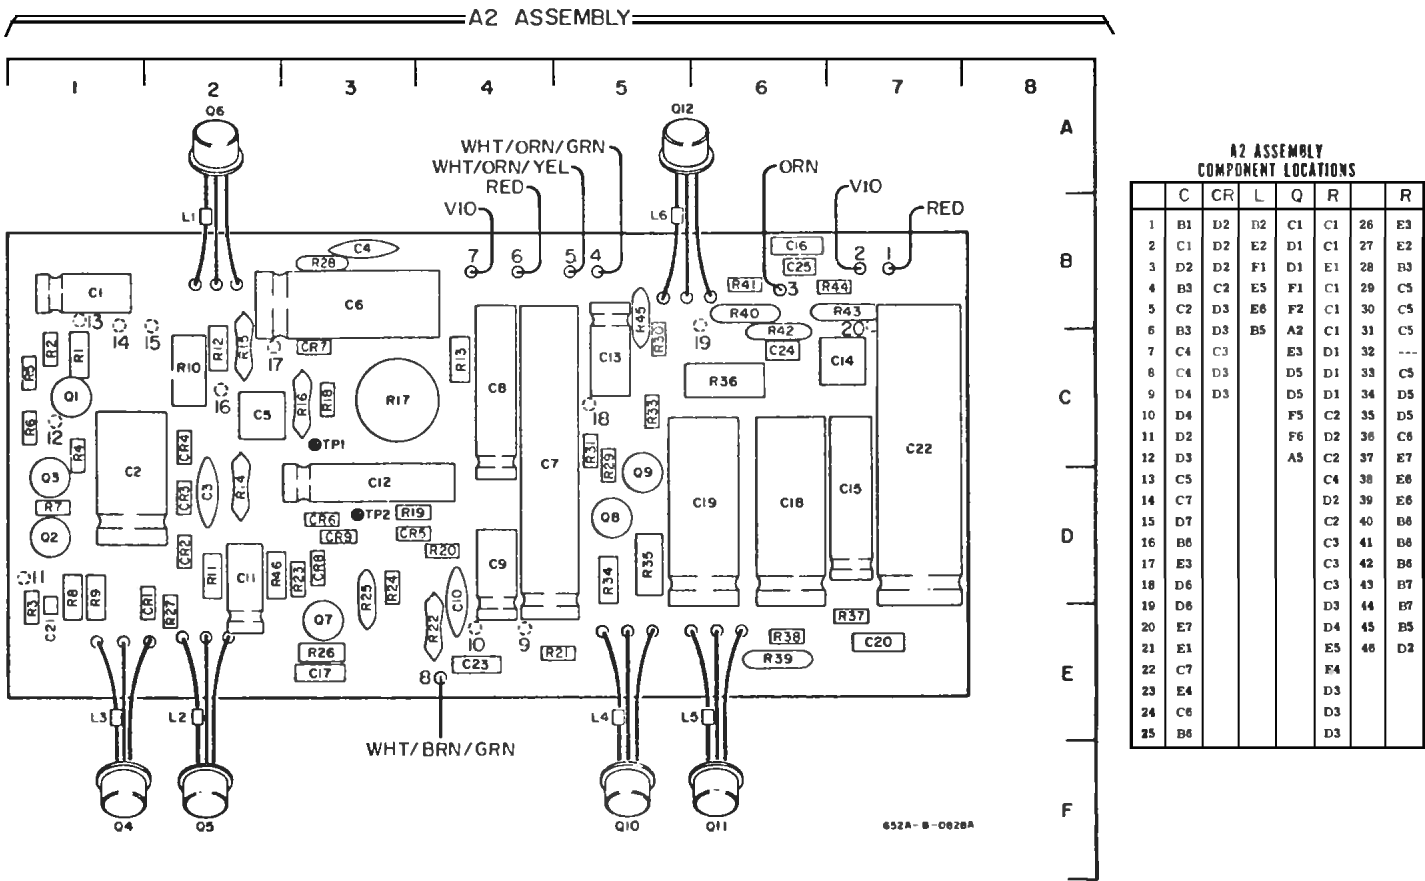 A2 ASSEMBLY
1 2 3 4 5 6 7 8
Q6 Q12
A
WHT/ORN/GRN
WHT/ORN/YEL ORN
RED VIO
VIO RED
L1 L6
C4 C16
R28 7 6 5 4 C25 2 1 B
C1 C6 R41 3 R44
R45 R40 R43
13 14 15 R12 R15 R30 19 R42 20
R2 R1 17 CR7 R13 C13 C24 C14
R5 R10 C8 R36
Q1 16 C5 R16 R18 R17 18 R33 C
R6 12 TP1 C22
R4 CR4 R31
Q3 C2 C7 R29 Q9
CR3 C3 R14 C12 C19 C18 C15
R7 TP2 R19 Q8
Q2 CR6 CR5 D
CR9
CR2 R20
11 R11 C11 R46 R23 CR8 C9 R34 R35
R3 C21 R8 R9 CR1 R27 R25 R24 C10
Q7 R22 R37
10 9 R38 C20
R26 R21
C17 C23 R39
8 E
L3 L2 L4 L5
WHT/BRN/GRN
F
Q4 Q5 Q10 Q11 652A-B-0828A
A2 ASSEMBLY
COMPONENT LOCATIONS
C CR L Q R R
1 B1 D2 B2 C1 C1 26 E3
2 C1 D2 E2 D1 C1 27 E2
3 D2 D2 F1 D1 E1 28 B3
4 B3 C2 E5 F1 C1 29 C5
5 C2 D3 E6 F2 C1 30 C5
6 B3 D3 B5 A2 C1 31 C5
7 C4 C3 E3 D1 32 ---
8 C4 D3 D5 D1 33 C5
9 D4 D3 D5 D1 34 D5
10 D4 F5 C2 35 D5
11 D2 F6 D2 36 C6
12 D3 A5 C2 37 E7
13 C5 C4 38 E6
14 C7 D2 39 E6
15 D7 C2 40 B6
16 B6 C3 41 B6
17 E3 C3 42 B6
18 D6 C3 43 B7
19 D6 D3 44 B7
20 E7 D4 45 B5
21 E1 E5 46 D2
22 C7 E4
23 E4 D3
24 C6 D3
25 B6 D3